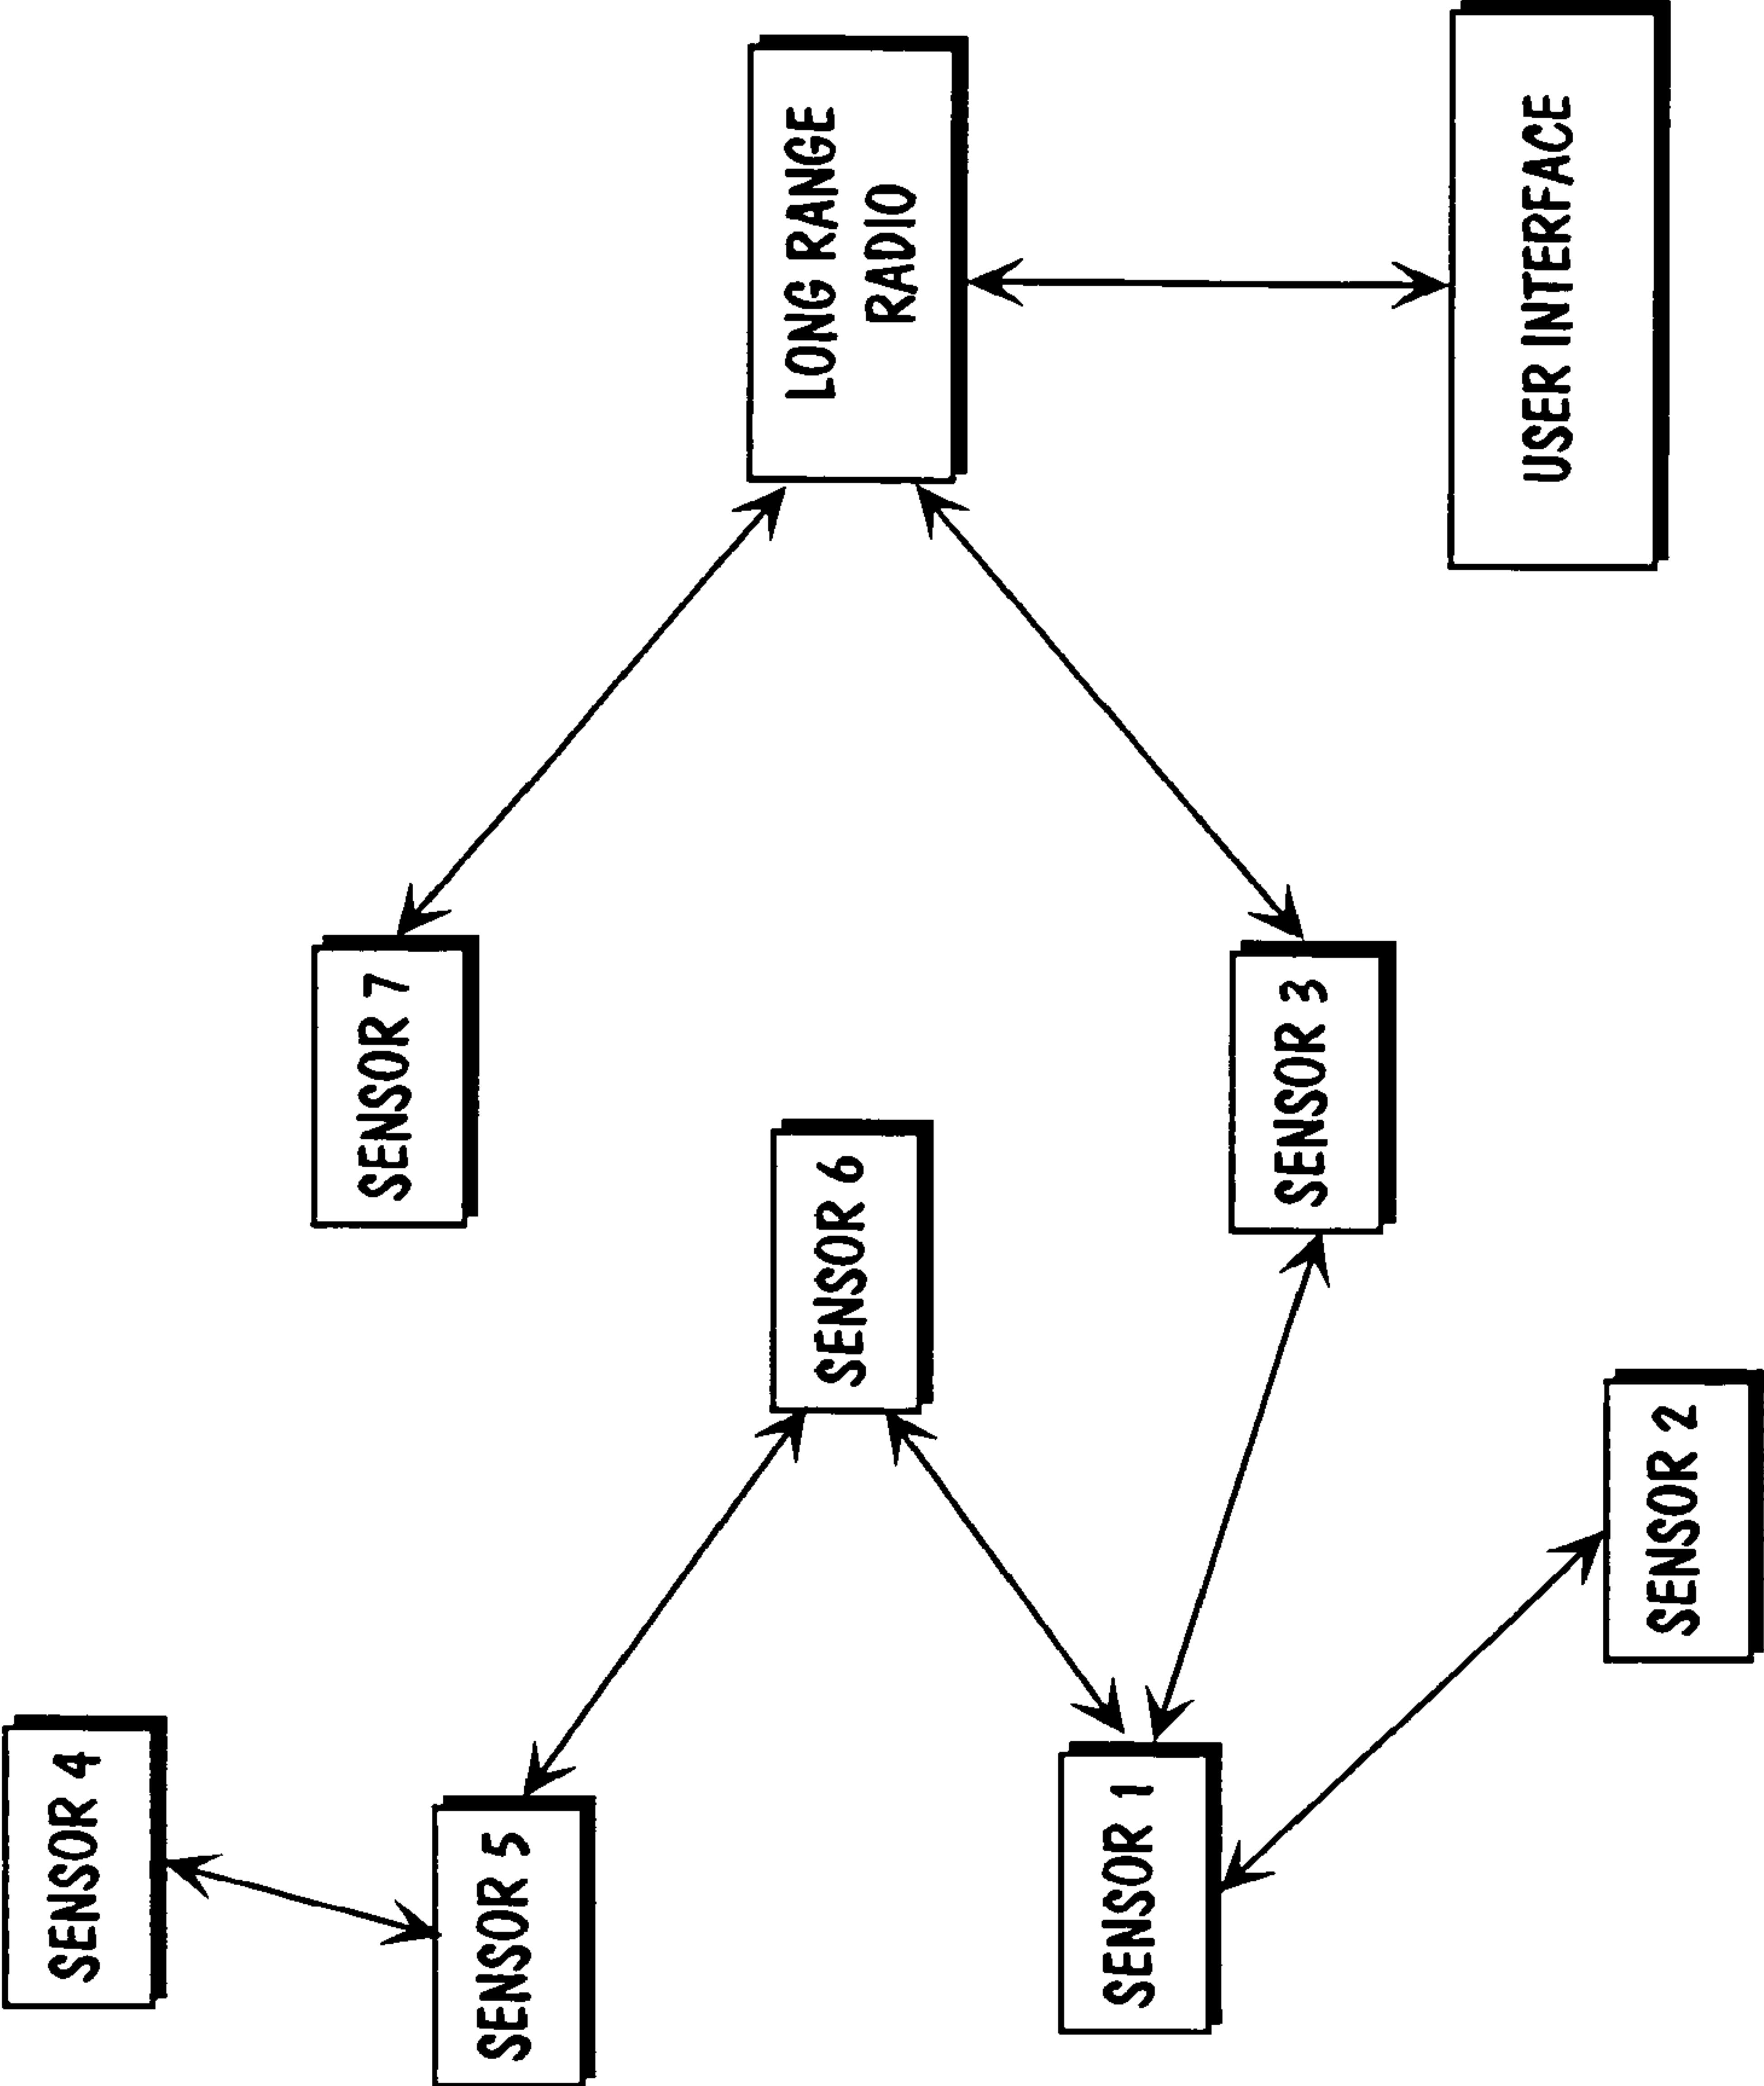 SENSOR 4
SENSOR 5
SENSOR 7
SENSOR 6
LONG RANGE
RADIO
SENSOR 1
SENSOR 3
USER INTERFACE
SENSOR 2